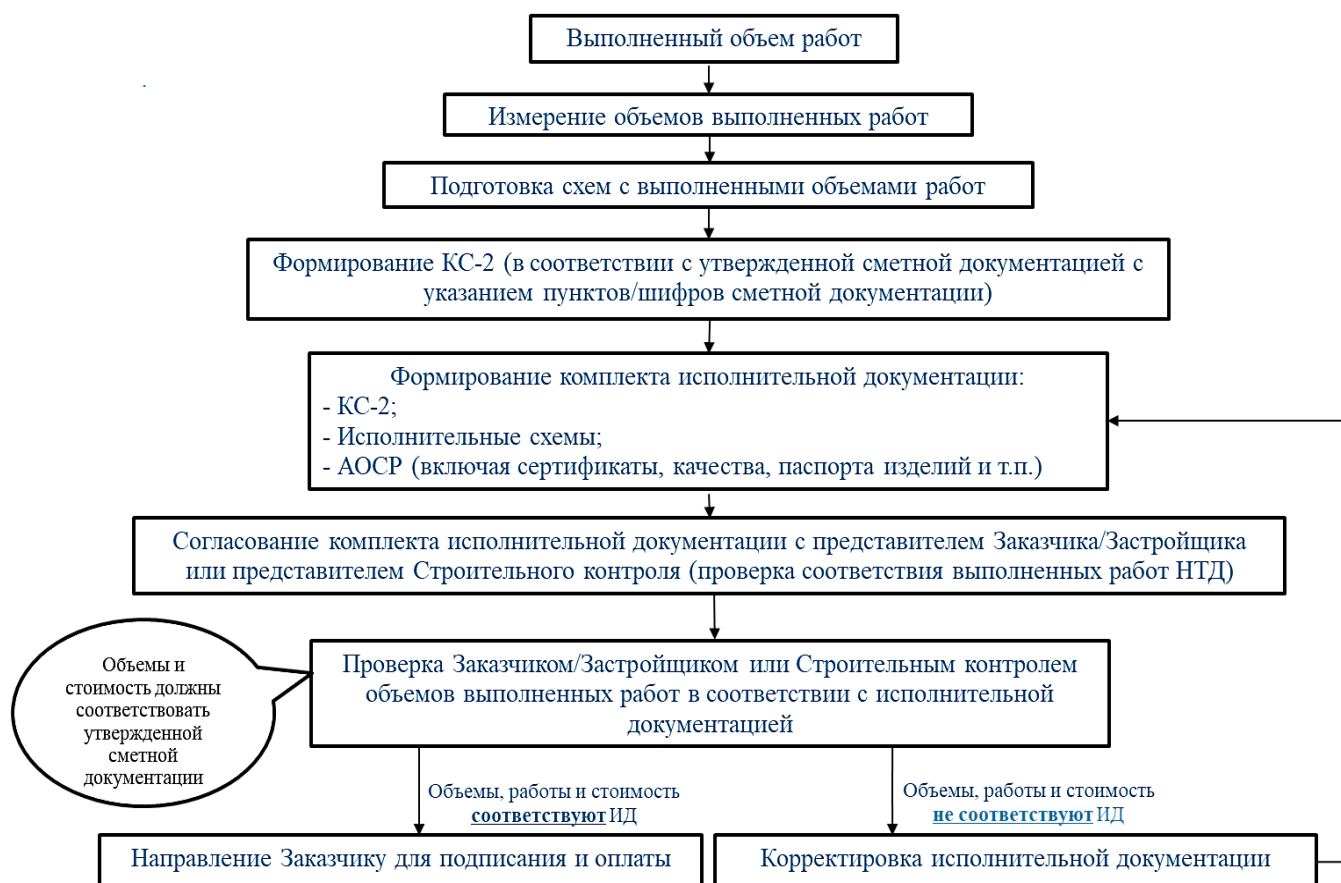 Выполненный объем работ
Измерение объемов выполненных работ
Подготовка схем с выполненными объемами работ
Формирование КС-2 (в соответствии с утвержденной сметной документацией с
указанием пунктов/шифров сметной документации)
Формирование комплекта исполнительной документации:
- КС-2;
- Исполнительные схемы;
- АОСР (включая сертификаты, качества, паспорта изделий и т.п.)
Согласование комплекта исполнительной документации с представителем Заказчика/Застройщика
или представителем Строительного контроля (проверка соответствия выполненных работ НТД)
Объемы и
стоимость должны
соответствовать
утвержденной
сметной
документации
Проверка Заказчиком/Застройщиком или Строительным контролем
объемов выполненных работ в соответствии с исполнительной
документацией
Объемы, работы и стоимость
соответствуют ИД
Объемы, работы и стоимость
не соответствуют ИД
Направление Заказчику для подписания и оплаты
Корректировка исполнительной документации